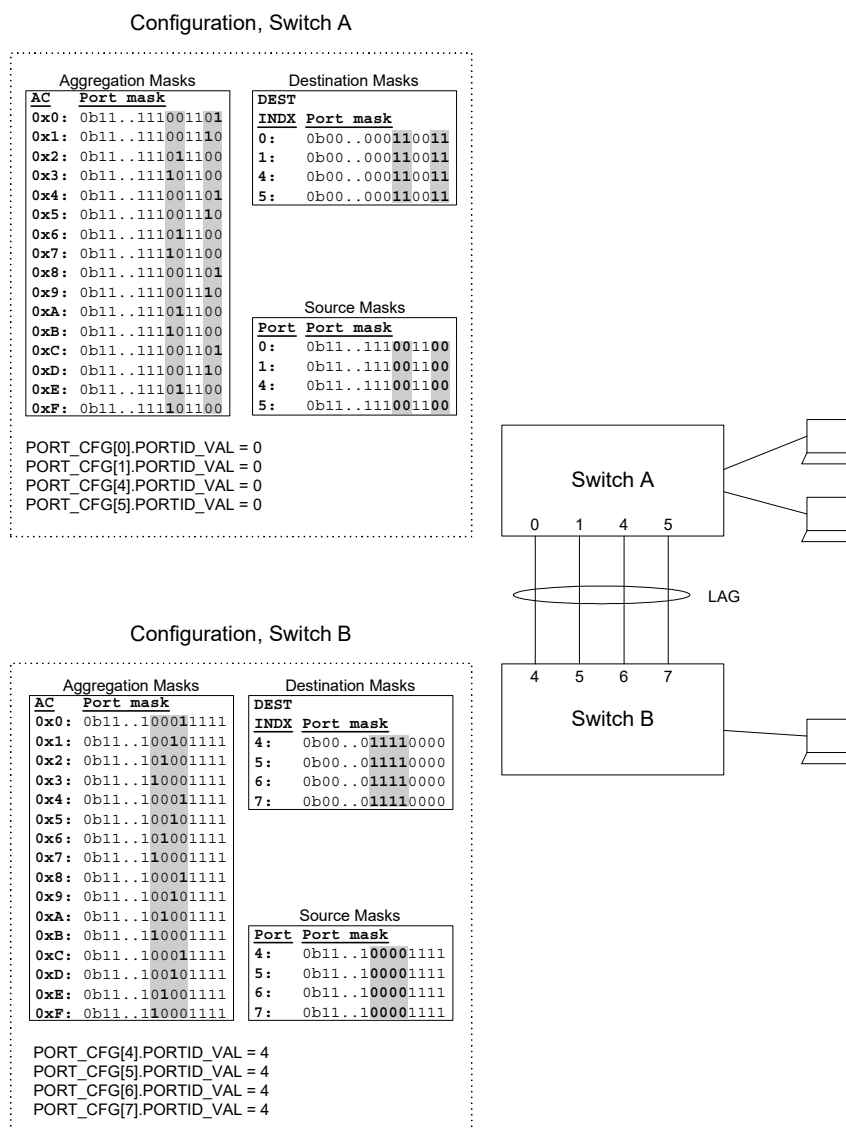 Configuration, Switch A
Aggregation Masks
AC Port mask
0x0: 0b11..111001101
0x1: 0b11..111001110
0x2: 0b11..111011100
0x3: 0b11..111101100
0x4: 0b11..111001101
0x5: 0b11..111001110
0x6: 0b11..111011100
0x7: 0b11..111101100
0x8: 0b11..111001101
0x9: 0b11..111001110
0xA: 0b11..111011100
0xB: 0b11..111101100
0xC: 0b11..111001101
0xD: 0b11..111001110
0xE: 0b11..111011100
0xF: 0b11..111101100
Destination Masks
DEST
INDX Port mask
0: 0b00..000110011
1: 0b00..000110011
4: 0b00..000110011
5: 0b00..000110011
Source Masks
Port Port mask
0: 0b11..111001100
1: 0b11..111001100
4: 0b11..111001100
5: 0b11..111001100
PORT_CFG[0].PORTID_VAL = 0
PORT_CFG[1].PORTID_VAL = 0
PORT_CFG[4].PORTID_VAL = 0
PORT_CFG[5].PORTID_VAL = 0
Switch A
0 1 4 5
LAG
4 5 6 7
Switch B
Configuration, Switch B
Aggregation Masks
AC Port mask
0x0: 0b11..100011111
0x1: 0b11..100101111
0x2: 0b11..101001111
0x3: 0b11..110001111
0x4: 0b11..100011111
0x5: 0b11..100101111
0x6: 0b11..101001111
0x7: 0b11..110001111
0x8: 0b11..100011111
0x9: 0b11..100101111
0xA: 0b11..101001111
0xB: 0b11..110001111
0xC: 0b11..100011111
0xD: 0b11..100101111
0xE: 0b11..101001111
0xF: 0b11..110001111
Destination Masks
DEST
INDX Port mask
4: 0b00..011110000
5: 0b00..011110000
6: 0b00..011110000
7: 0b00..011110000
Source Masks
Port Port mask
4: 0b11..100001111
5: 0b11..100001111
6: 0b11..100001111
7: 0b11..100001111
PORT_CFG[4].PORTID_VAL = 4
PORT_CFG[5].PORTID_VAL = 4
PORT_CFG[6].PORTID_VAL = 4
PORT_CFG[7].PORTID_VAL = 4